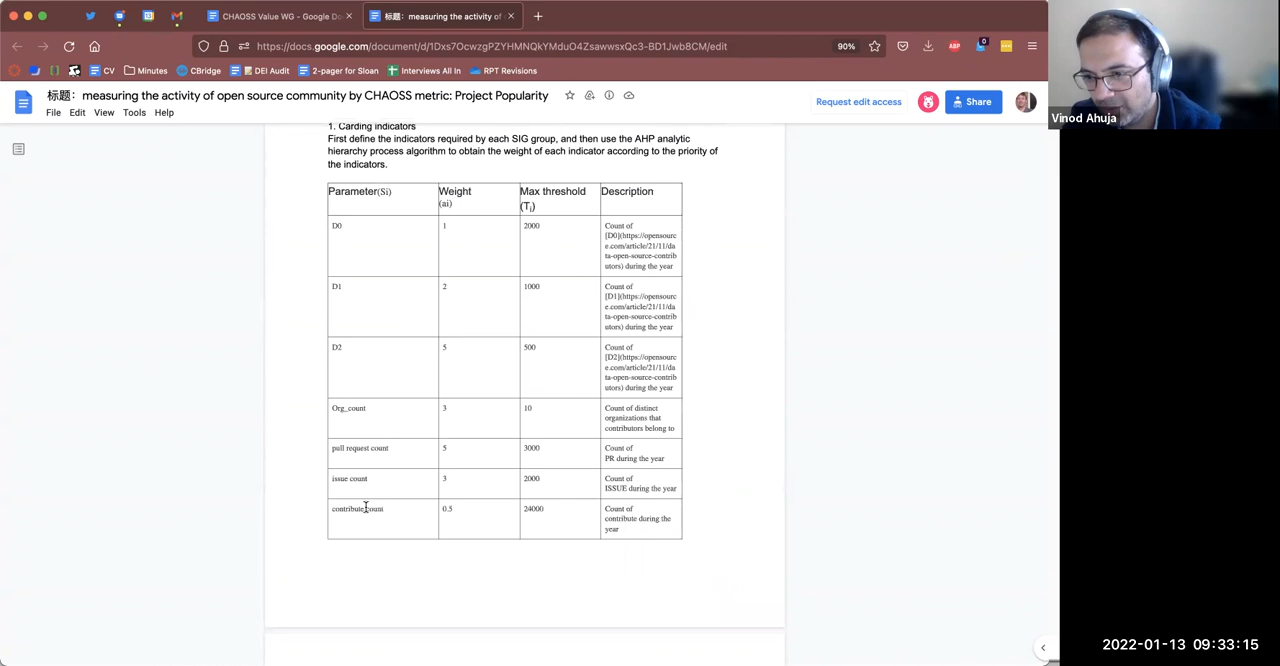 CHAOSS Value WG - Google Do
标题：measuring the activity of
https://docs.google.com/document/d/1Dxs7OcwzgPZYHMNQkYMduO4ZsawwsxQc3-BD1Jwb8CM/edit
90%
ABP
0
CV
Minutes
CBridge
DEI Audit
2-pager for Sloan
Interviews All In
RPT Revisions
标题：measuring the activity of open source community by CHAOSS metric: Project Popularity
File Edit View Tools Help
Request edit access
Share
Vinod Ahuja
1. Carding indicators
First define the indicators required by each SIG group, and then use the AHP analytic
hierarchy process algorithm to obtain the weight of each indicator according to the priority of
the indicators.
Parameter(Si) Weight Max threshold Description
(ai) (Ti)
D0 1 2000 Count of
[D0](https://opensourc
e.com/article/21/11/da
ta-open-source-contrib
utors) during the year
D1 2 1000 Count of
[D1](https://opensourc
e.com/article/21/11/da
ta-open-source-contrib
utors) during the year
D2 5 500 Count of
[D2](https://opensourc
e.com/article/21/11/da
ta-open-source-contrib
utors) during the year
Org_count 3 10 Count of distinct
organizations that
contributors belong to
pull request count 5 3000 Count of
PR during the year
issue count 3 2000 Count of
ISSUE during the year
contribute count 0.5 24000 Count of
contribute during the
year
2022-01-13 09:33:15